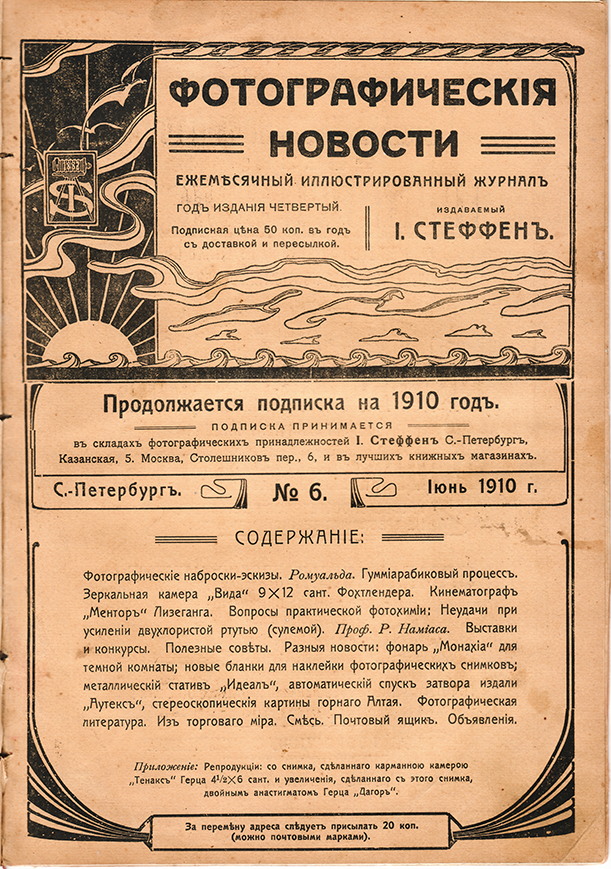 ФОТОГРАФИЧЕСКІЯ
НОВОСТИ
ЕЖЕМѢСЯЧНЫЙ ИЛЛЮСТРИРОВАННЫЙ ЖУРНАЛЪ
ГОДЪ ИЗДАНІЯ ЧЕТВЕРТЫЙ.
Подписная цѣна 50 коп. въ годъ
съ доставкой и пересылкой.
ИЗДАВАЕМЫЙ
І. СТЕФФЕНЪ.
Продолжается подписка на 1910 годъ.
ПОДПИСКА ПРИНИМАЕТСЯ
въ складахъ фотографическихъ принадлежностей І. Стеффенъ С.-Петербургъ,
Казанская, 5. Москва, Столешниковъ пер., 6, и въ лучшихъ книжныхъ магазинахъ.
С.-Петербургъ.
№ 6.
Іюнь 1910 г.
СОДЕРЖАНІЕ:
Фотографическіе наброски-эскизы. Ромуальда. Гумміарабиковый процессъ.
Зеркальная камера „Вида“ 9×12 сант. Фохтлендера. Кинематографъ
„Менторъ“ Лизеганга. Вопросы практической фотохиміи; Неудачи при
усиленіи двухлористой ртутью (сулемой). Проф. Р. Наміаса. Выставки
и конкурсы. Полезные совѣты. Разныя новости: фонарь „Монахіа“ для
темной комнаты; новые бланки для наклейки фотографическихъ снимковъ;
металлическій стативъ „Идеалъ“, автоматическій спускъ затвора издали
„Аутексъ“, стереоскопическія картины горнаго Алтая. Фотографическая
литература. Изъ торговаго міра. Смѣсь. Почтовый ящикъ. Объявленія.
Приложеніе: Репродукціи: со снимка, сдѣланнаго карманною камерою
„Тенаксъ“ Герца 4½×6 сант. и увеличенія, сдѣланнаго съ этого снимка,
двойнымъ анастигматомъ Герца „Дагоръ“.
За перемѣну адреса слѣдуетъ присылать 20 коп.
(можно почтовыми марками).